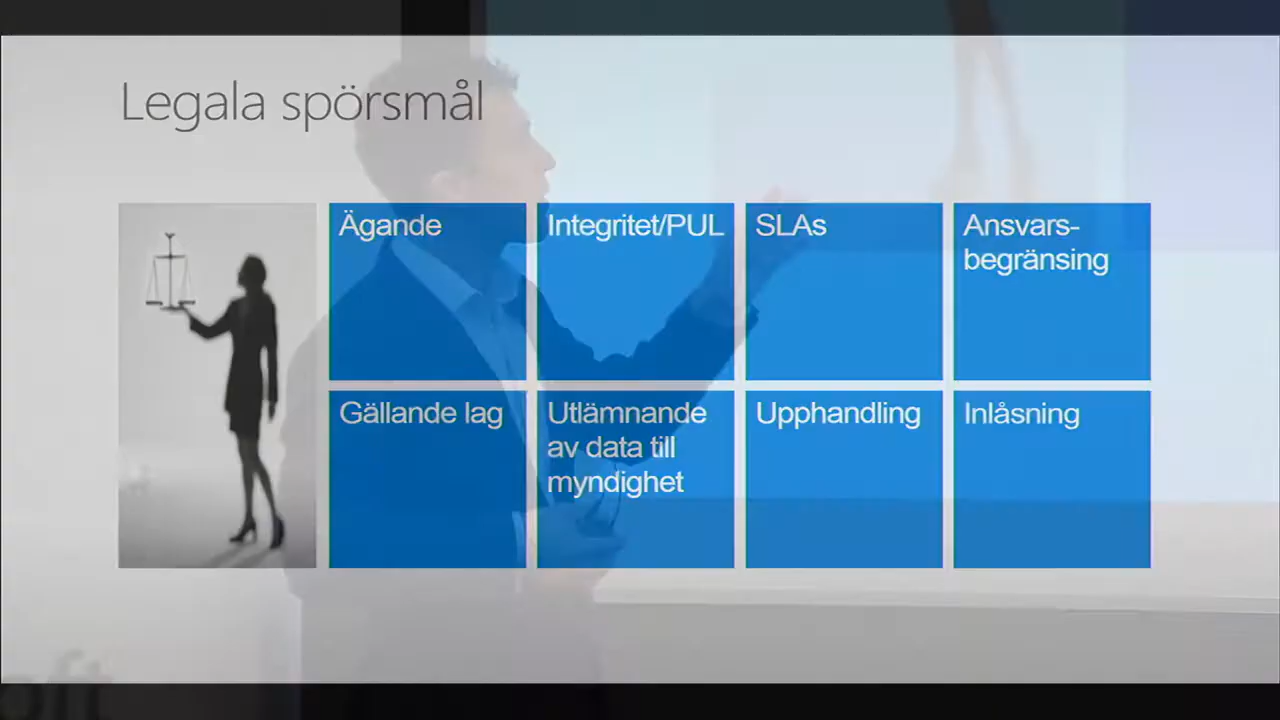 Legala spörsmål
Ägande
Integritet/PUL
SLAs
Ansvars-
begränsing
Gällande lag
Utlämnande
av data till
myndighet
Upphandling
Inlåsning